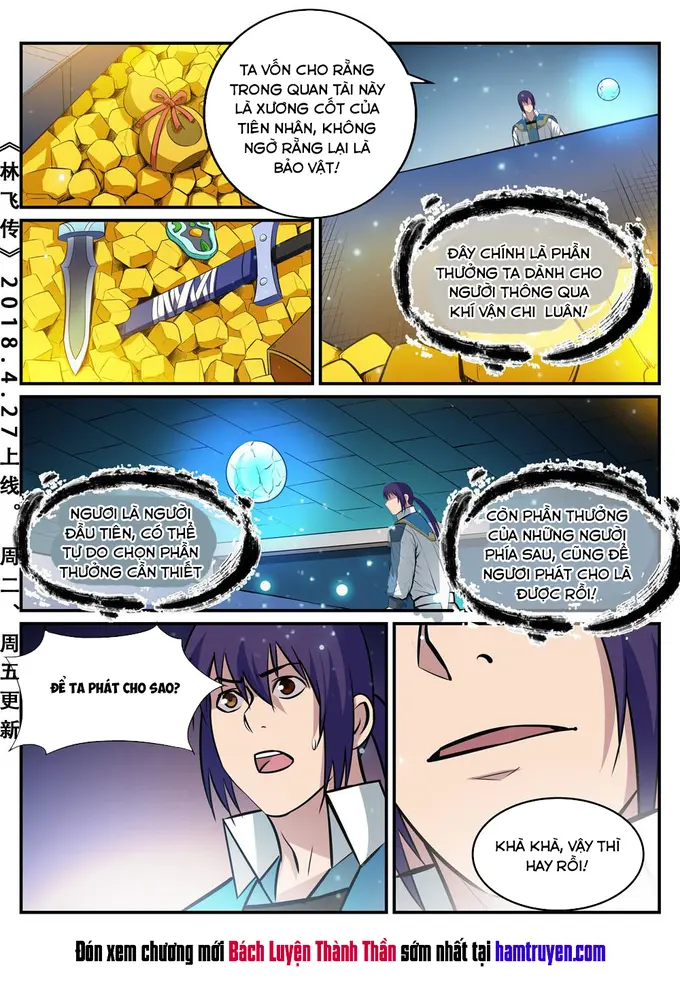 TA VỐN CHO RẰNG
TRONG QUAN TÀI NÀY
LÀ XƯƠNG CỐT CỦA
TIÊN NHÂN, KHÔNG
NGỜ RẰNG LẠI LÀ
BẢO VẬT!
ĐÂY CHÍNH LÀ PHẦN
THƯỞNG TA DÀNH CHO
NGƯỜI THÔNG QUA
KHÍ VẬN CHI LUÂN!
NGƯƠI LÀ NGƯỜI
ĐẦU TIÊN, CÓ THỂ
TỰ DO CHỌN PHẦN
THƯỞNG CẦN THIẾT
CÒN PHẦN THƯỞNG
CỦA NHỮNG NGƯỜI
PHÍA SAU, CŨNG ĐỂ
NGƯƠI PHÁT CHO LÀ
ĐƯỢC RỒI!
ĐỂ TA PHÁT CHO SAO?
KHÀ KHÀ, VẬY THÌ
HAY RỒI!
《林飞传》2018.4.27上线。周二、周五更新
Đón xem chương mới Bách Luyện Thành Thần sớm nhất tại hamtruyen.com